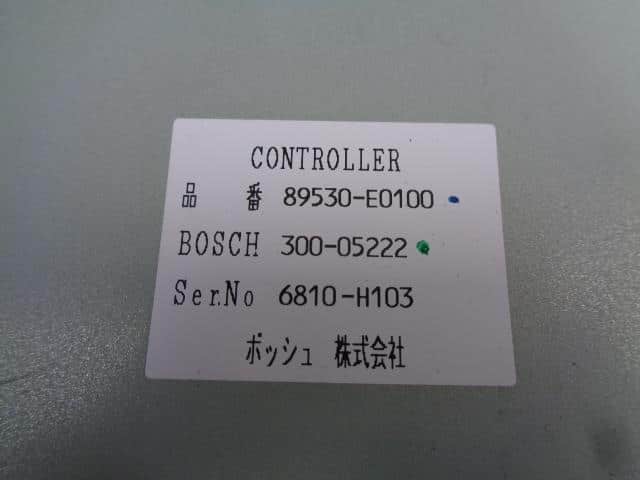 CONTROLLER
品 番 89530-E0100
BOSCH 300-05222
Ser.No 6810-H103
ボッシュ 株式会社